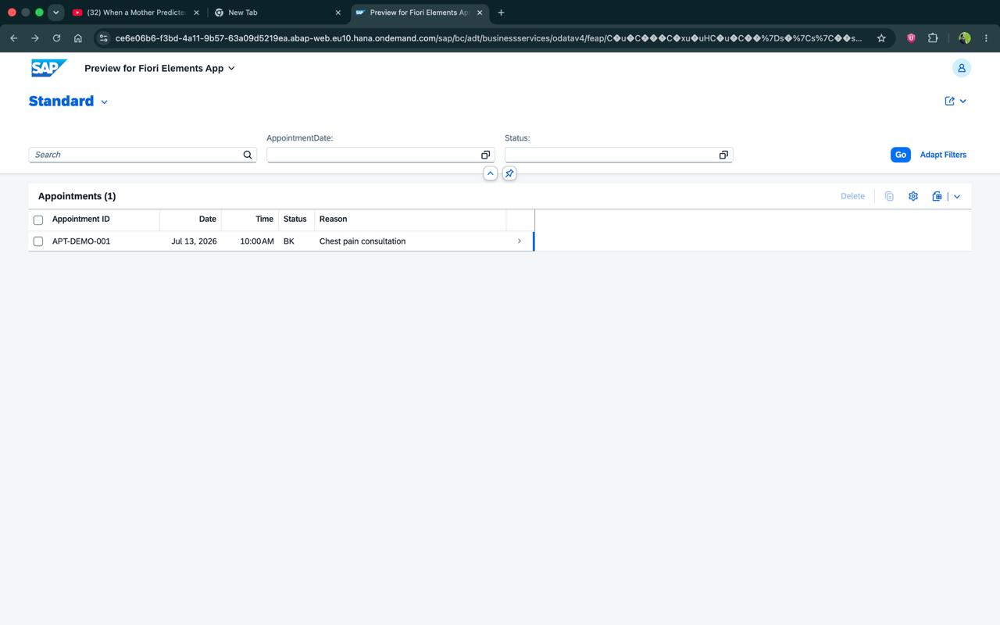 (32) When a Mother Predicte
New Tab
Preview for Fiori Elements Ap
ce6e06b6-f3bd-4a11-9b57-63a09d5219ea.abap-web.eu10.hana.ondemand.com/sap/bc/adt/businessservices/odatav4/feap/C�u�C���C�xu�uHC�u�C��%7Ds�%7Cs%7C��s...
SAP
Preview for Fiori Elements App
Standard
AppointmentDate:
Status:
Search
Go
Adapt Filters
Appointments (1)
Delete
Appointment ID Date Time Status Reason
APT-DEMO-001 Jul 13, 2026 10:00 AM BK Chest pain consultation